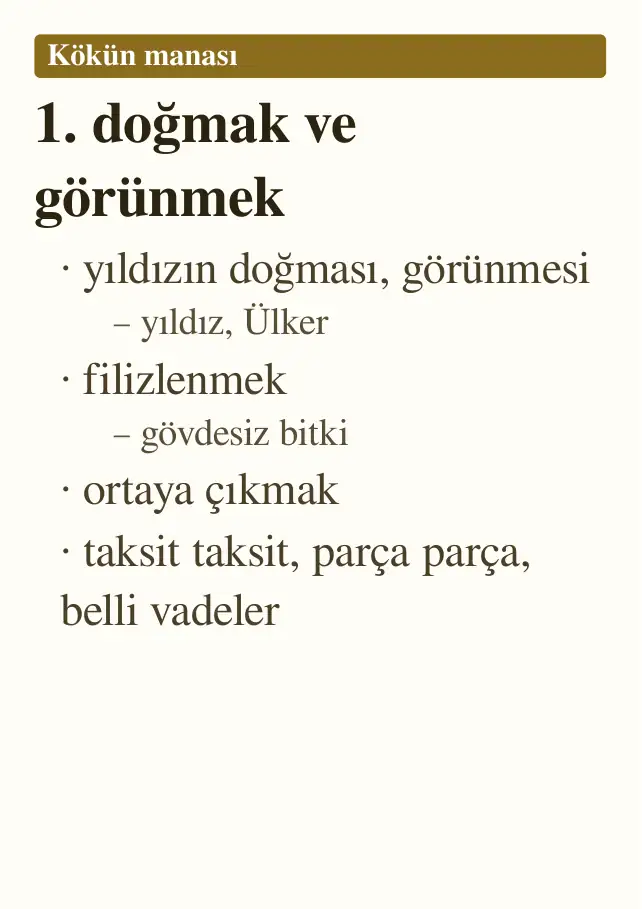 Kökün manası
1. doğmak ve
görünmek
· yıldızın doğması, görünmesi
– yıldız, Ülker
· filizlenmek
– gövdesiz bitki
· ortaya çıkmak
· taksit taksit, parça parça,
belli vadeler